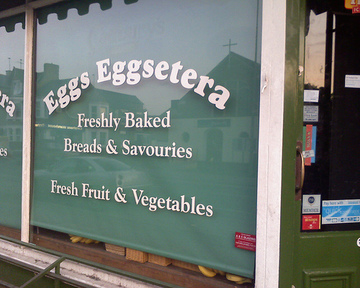 Eggs Eggsetera
Freshly Baked
Breads & Savouries
Fresh Fruit & Vegetables